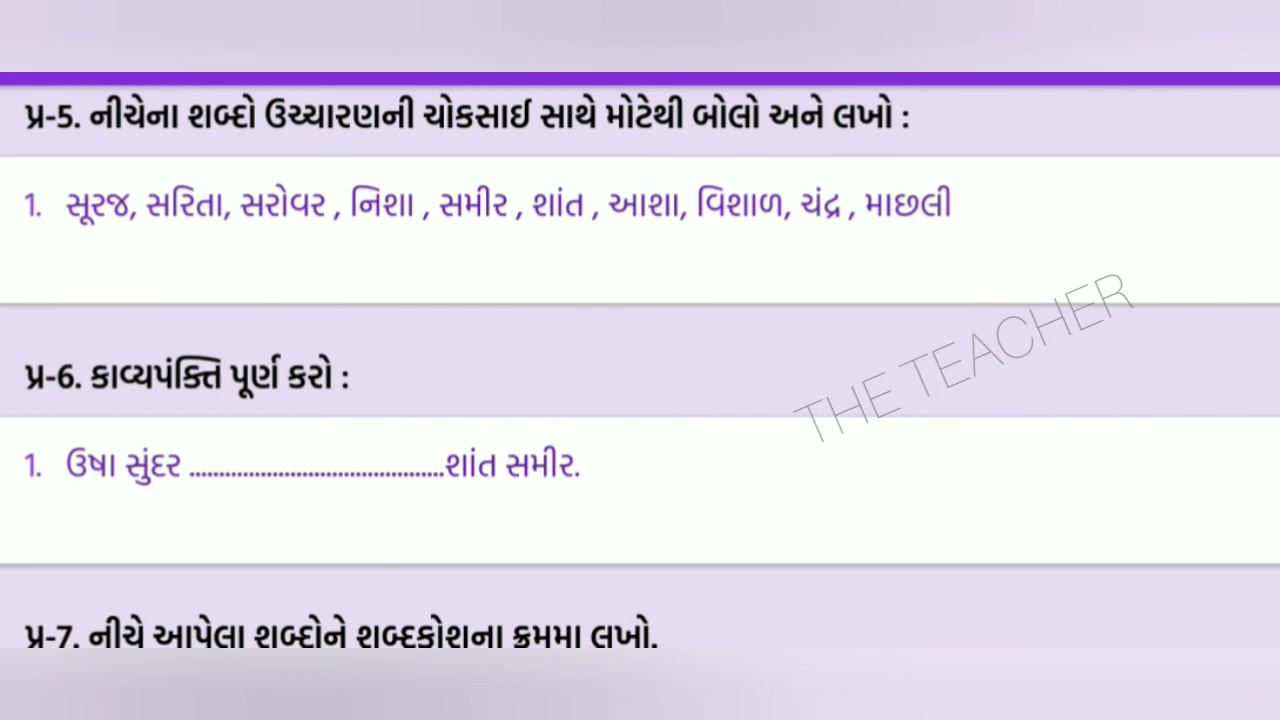 પ્ર-5. નીચેના શબ્દો ઉચ્ચારણની ચોકસાઈ સાથે મોટેથી બોલો અને લખો :
1. સૂરજ, સરિતા, સરોવર , નિશા , સમીર , શાંત , આશા, વિશાળ, ચંદ્ર , માછલી
THE TEACHER
પ્ર-6. કાવ્યપંક્તિ પૂર્ણ કરો :
1. ઉષા સુંદર ............................................શાંત સમીર.
પ્ર-7. નીચે આપેલા શબ્દોને શબ્દકોશના ક્રમમા લખો.